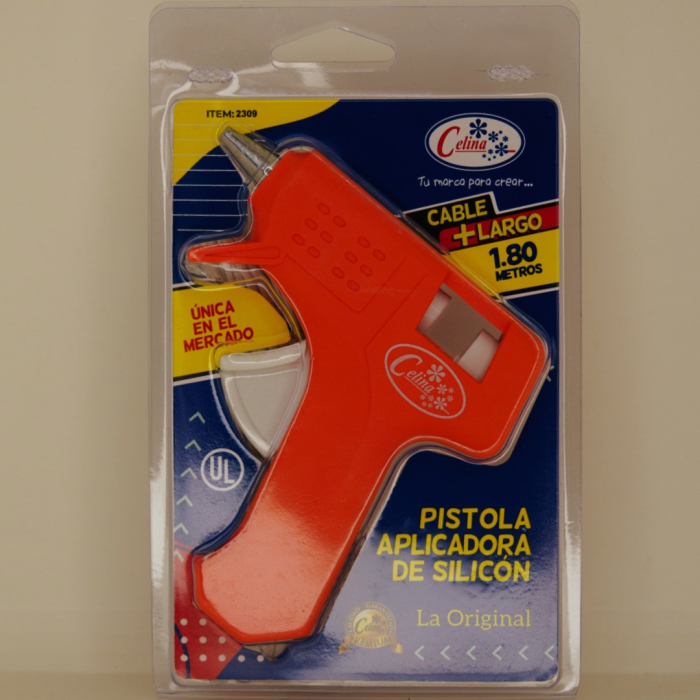 ITEM: 2309
Celina
Tu marca para crear...
CABLE
+LARGO
1.80
METROS
ÚNICA
EN EL
MERCADO
Celina
UL
PISTOLA
APLICADORA
DE SILICÓN
La Original
Celina